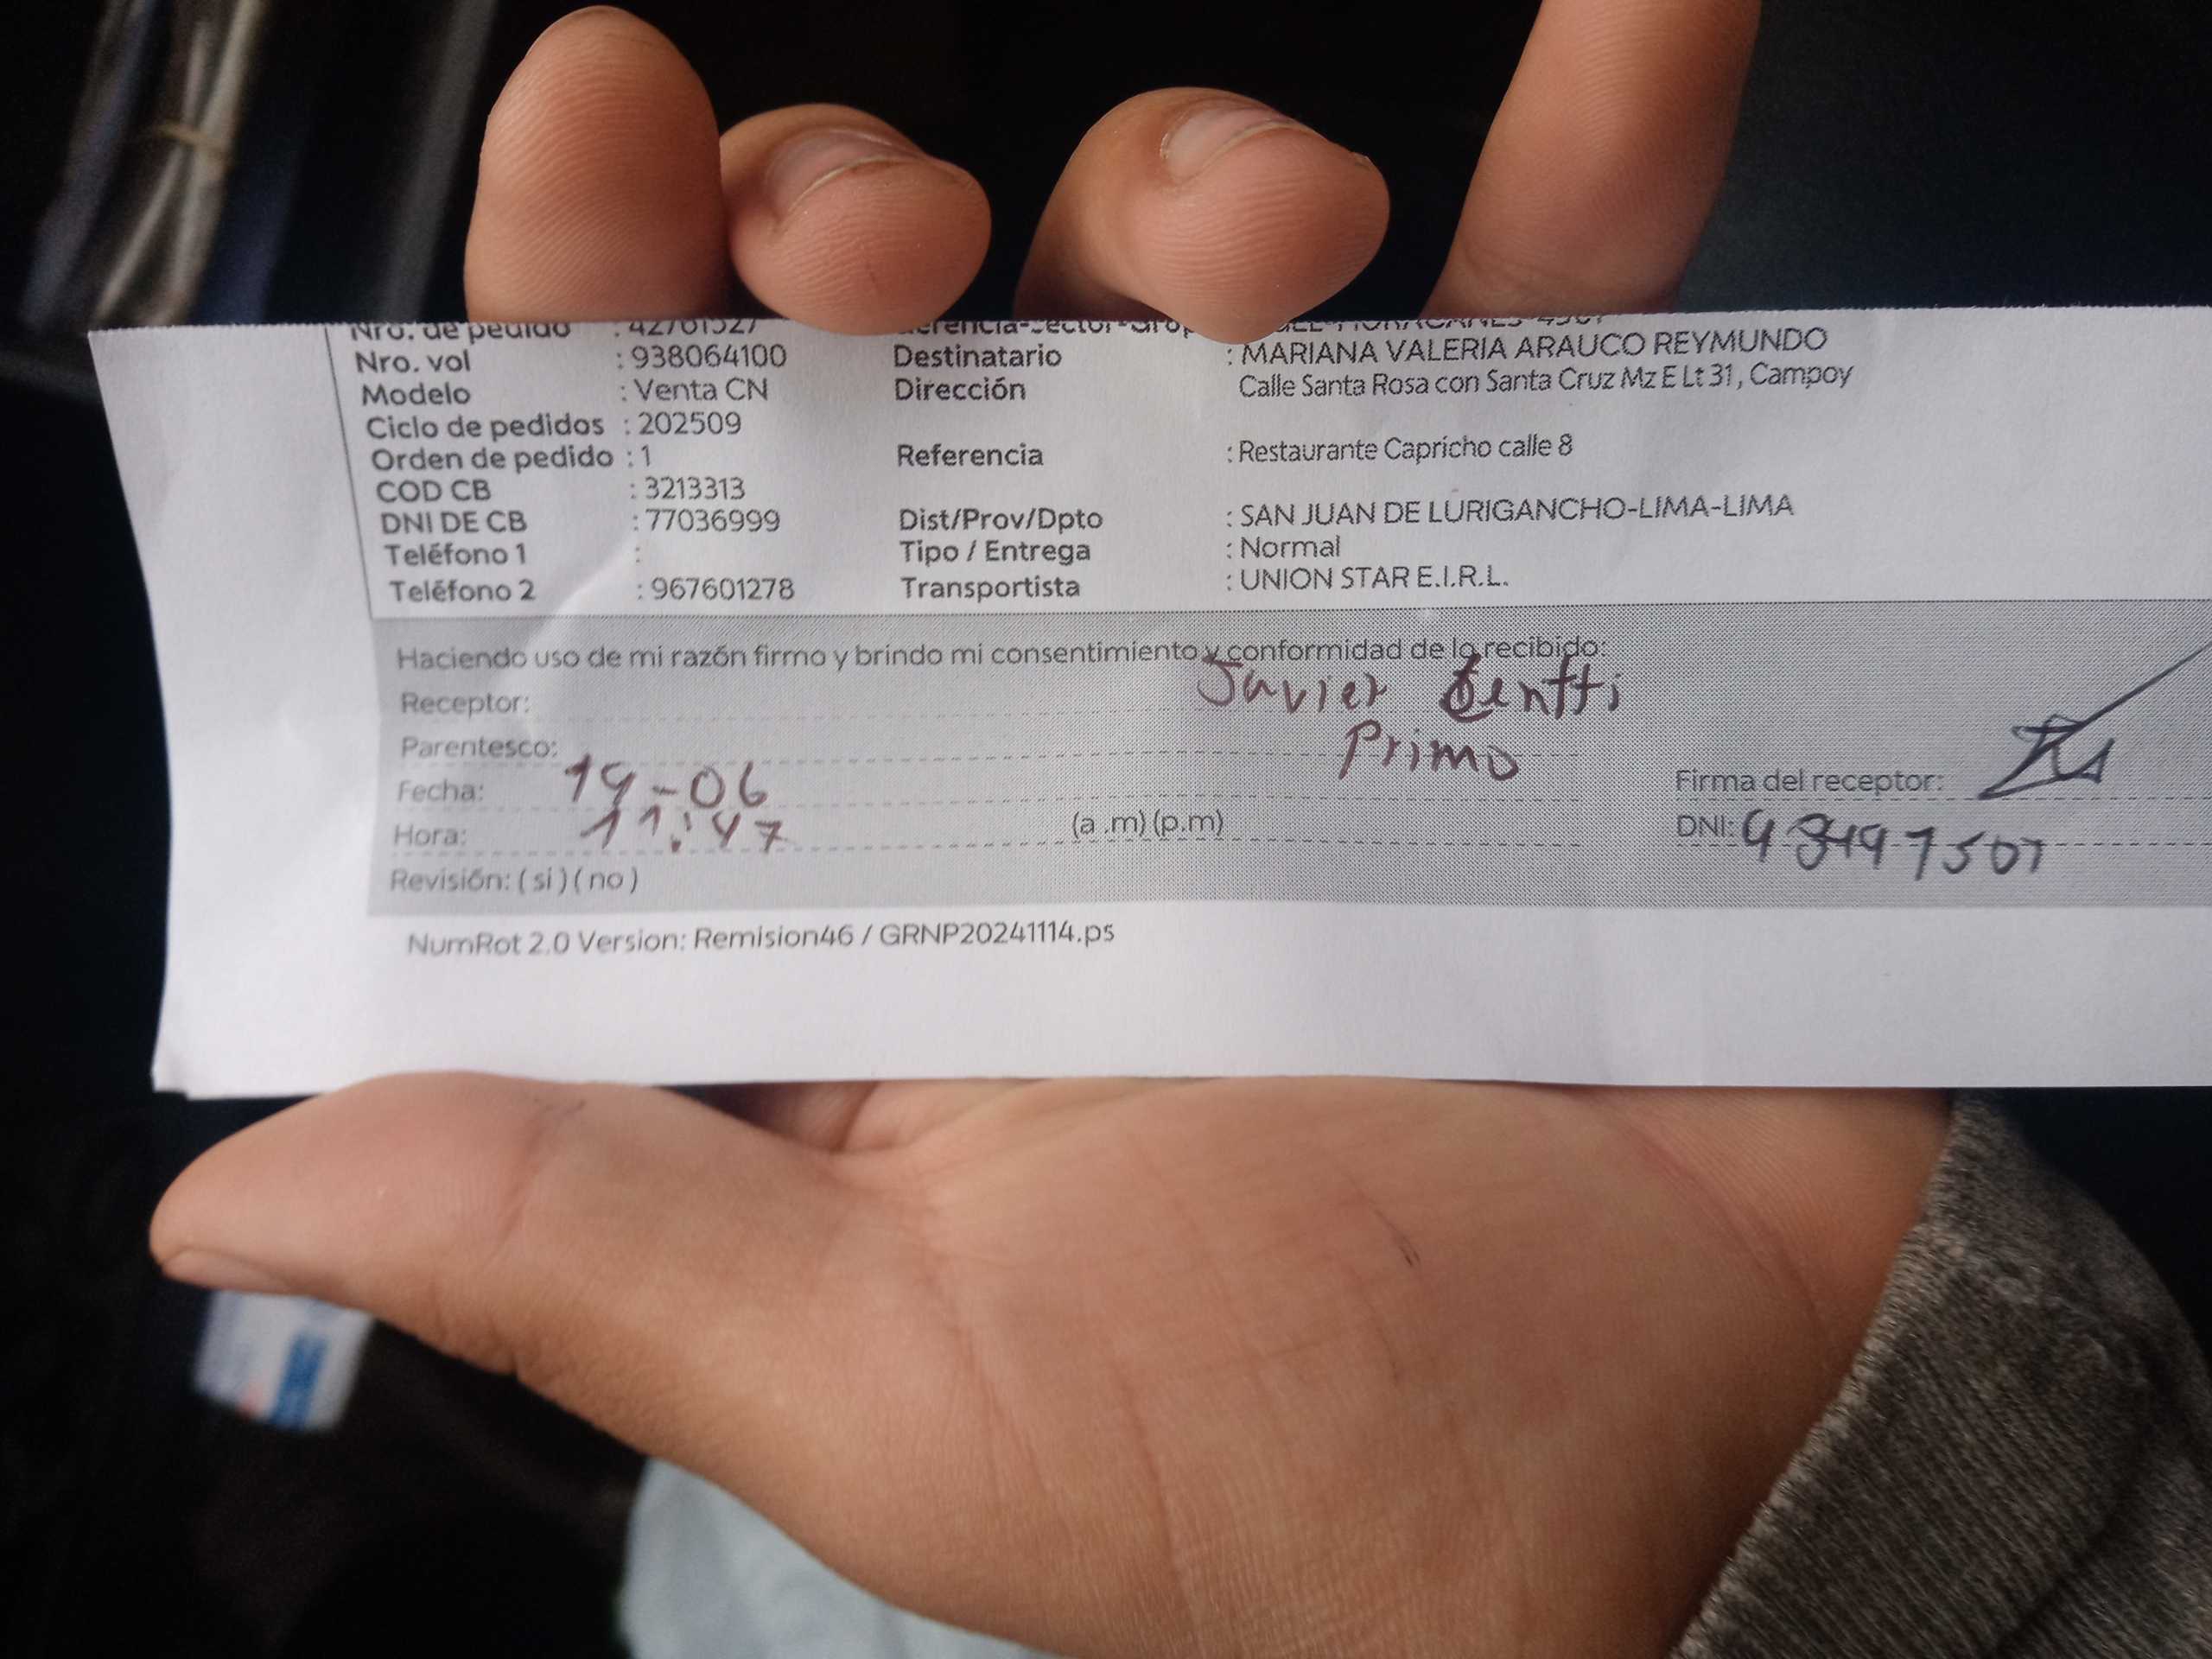 Nro. de pedido : 42701527
Nro. vol : 938064100 Destinatario : MARIANA VALERIA ARAUCO REYMUNDO
Modelo : Venta CN Dirección Calle Santa Rosa con Santa Cruz Mz E Lt 31, Campoy
Ciclo de pedidos : 202509
Orden de pedido : 1 Referencia : Restaurante Capricho calle 8
COD CB : 3213313
DNI DE CB : 77036999 Dist/Prov/Dpto : SAN JUAN DE LURIGANCHO-LIMA-LIMA
Teléfono 1 : Tipo / Entrega : Normal
Teléfono 2 : 967601278 Transportista : UNION STAR E.I.R.L.
Haciendo uso de mi razón firmo y brindo mi consentimiento y conformidad de lo recibido:
Receptor: Javier
Parentesco: Primo
Fecha: 19-06 Firma del receptor:
Hora: 11:47 (a.m) (p.m) DNI:
Revisión: ( si ) ( no )
NumRot 2.0 Version: Remision46 / GRNP20241114.ps